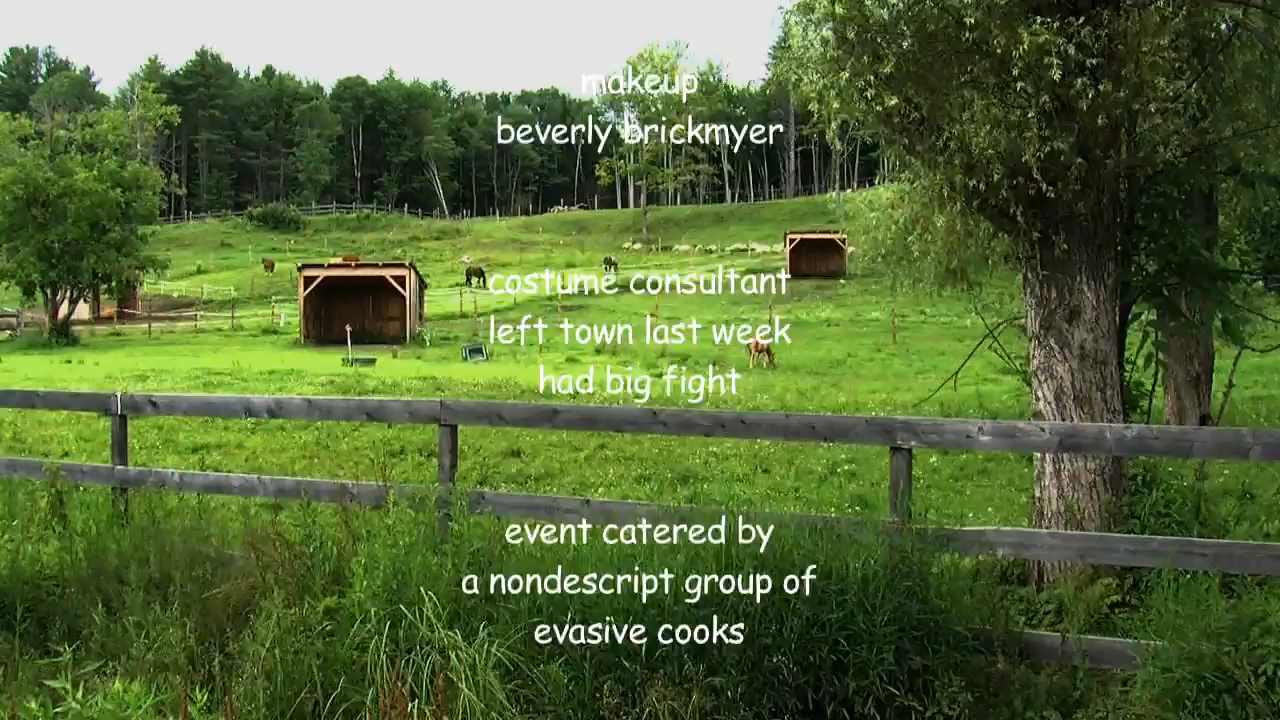 makeup
beverly brickmyer
costume consultant
left town last week
had big fight
event catered by
a nondescript group of
evasive cooks